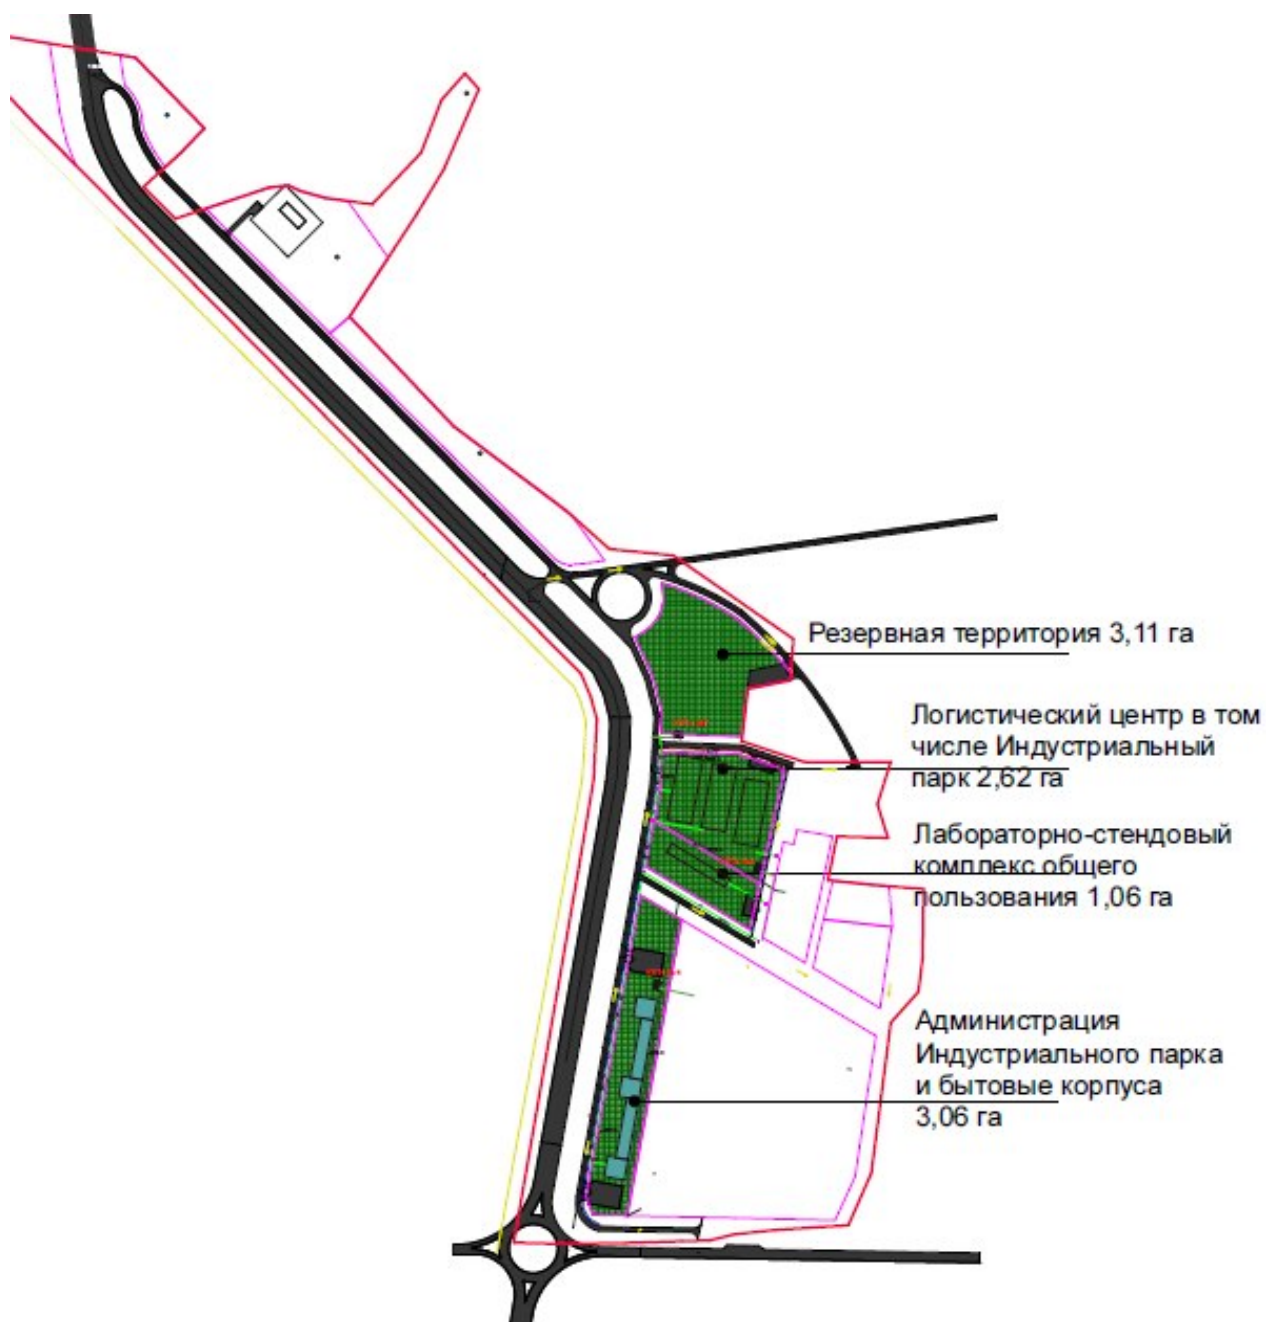 Резервная территория 3,11 га
Логистический центр в том
числе Индустриальный
парк 2,62 га
Лабораторно-стендовый
комплекс общего
пользования 1,06 га
Администрация
Индустриального парка
и бытовые корпуса
3,06 га